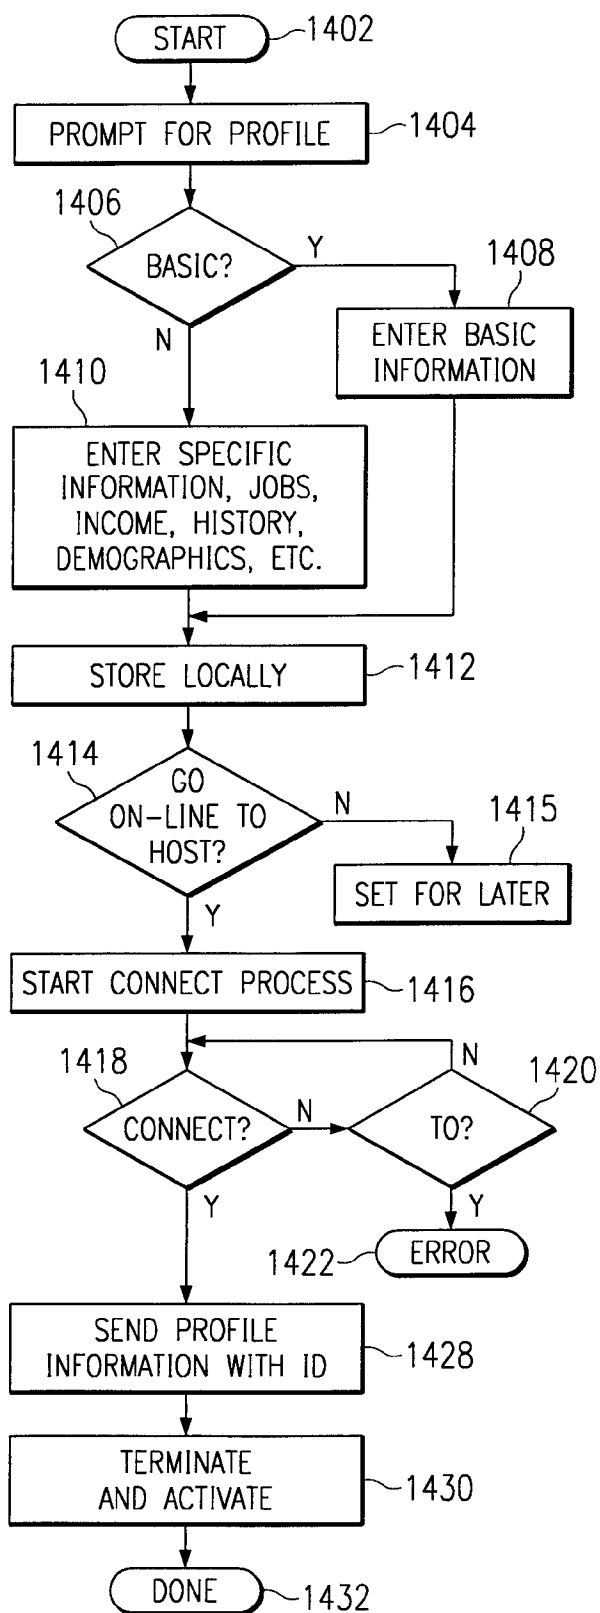 START
1402
PROMPT FOR PROFILE
1404
1406
BASIC?
Y
N
1408
ENTER BASIC
INFORMATION
1410
ENTER SPECIFIC
INFORMATION, JOBS,
INCOME, HISTORY,
DEMOGRAPHICS, ETC.
STORE LOCALLY
1412
1414
GO
ON-LINE TO
HOST?
N
Y
1415
SET FOR LATER
START CONNECT PROCESS
1416
1418
CONNECT?
N
Y
1420
TO?
N
Y
1422
ERROR
SEND PROFILE
INFORMATION WITH ID
1428
TERMINATE
AND ACTIVATE
1430
DONE
1432